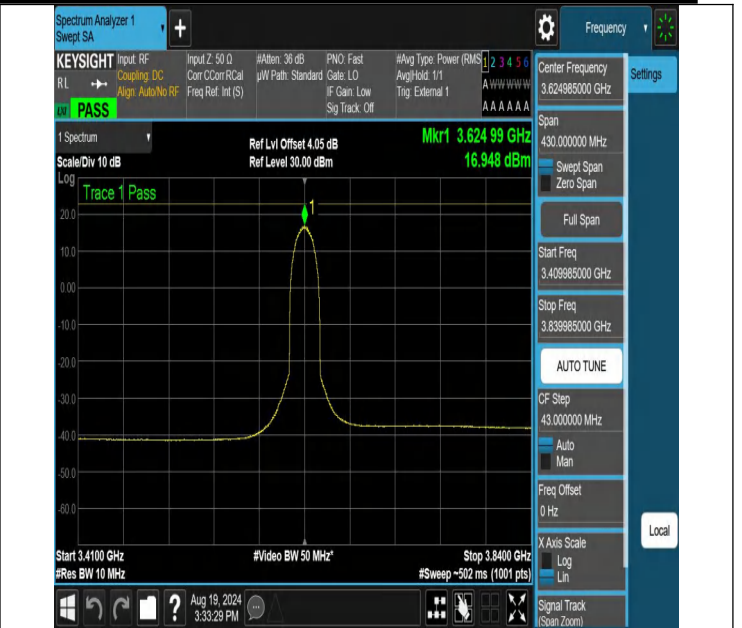 Spectrum Analyzer 1
Swept SA
+
Frequency
KEYSIGHT
RL
PASS
Input: RF
Coupling: DC
Align: Auto/No RF
Input Z: 50 Ω
Corr CCorr RCal
Freq Ref: Int (S)
#Atten: 36 dB
µW Path: Standard
PNO: Fast
Gate: LO
IF Gain: Low
Sig Track: Off
#Avg Type: Power (RMS
Avg|Hold: 1/1
Trig: External 1
1 2 3 4 5 6
A W W W W W
A A A A A A
1 Spectrum
Scale/Div 10 dB
Ref Lvl Offset 4.05 dB
Ref Level 30.00 dBm
Mkr1 3.624 99 GHz
16.948 dBm
Log
Trace 1 Pass
1
20.0
10.0
0.00
-10.0
-20.0
-30.0
-40.0
-50.0
-60.0
Start 3.4100 GHz
#Res BW 10 MHz
#Video BW 50 MHz*
Stop 3.8400 GHz
#Sweep ~502 ms (1001 pts)
Aug 19, 2024
3:33:29 PM
Center Frequency
3.624985000 GHz
Settings
Span
430.000000 MHz
Swept Span
Zero Span
Full Span
Start Freq
3.409985000 GHz
Stop Freq
3.839985000 GHz
AUTO TUNE
CF Step
43.000000 MHz
Auto
Man
Freq Offset
0 Hz
X Axis Scale
Log
Lin
Local
Signal Track
(Span Zoom)